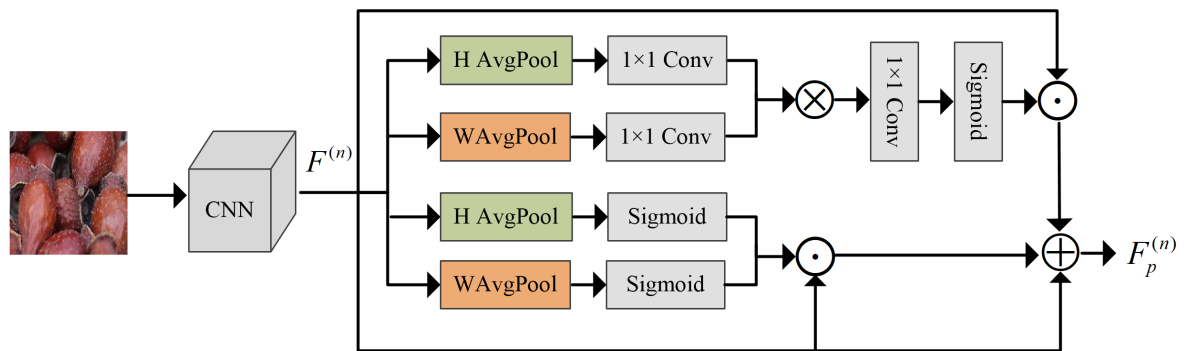 H AvgPool
1×1 Conv
WAvgPool
1×1 Conv
1×1 Conv
Sigmoid
F^{(n)}
CNN
H AvgPool
Sigmoid
WAvgPool
Sigmoid
F_p^{(n)}